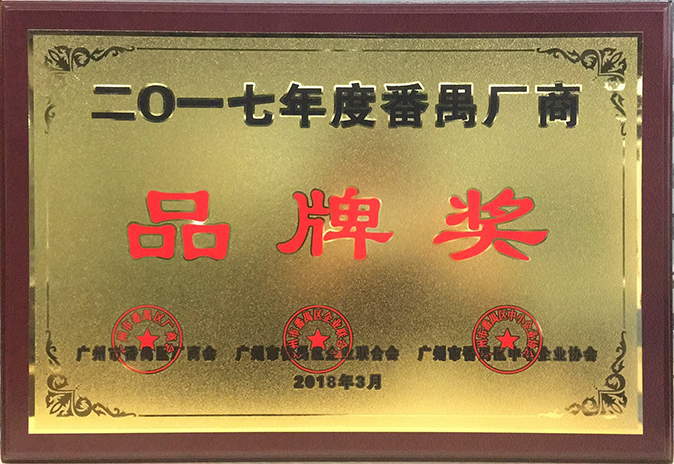 二〇一七年度番禺厂商
品牌奖
广州市番禺区厂商会 广州市番禺区企业联合会 广州市番禺区中小企业协会
2018年3月